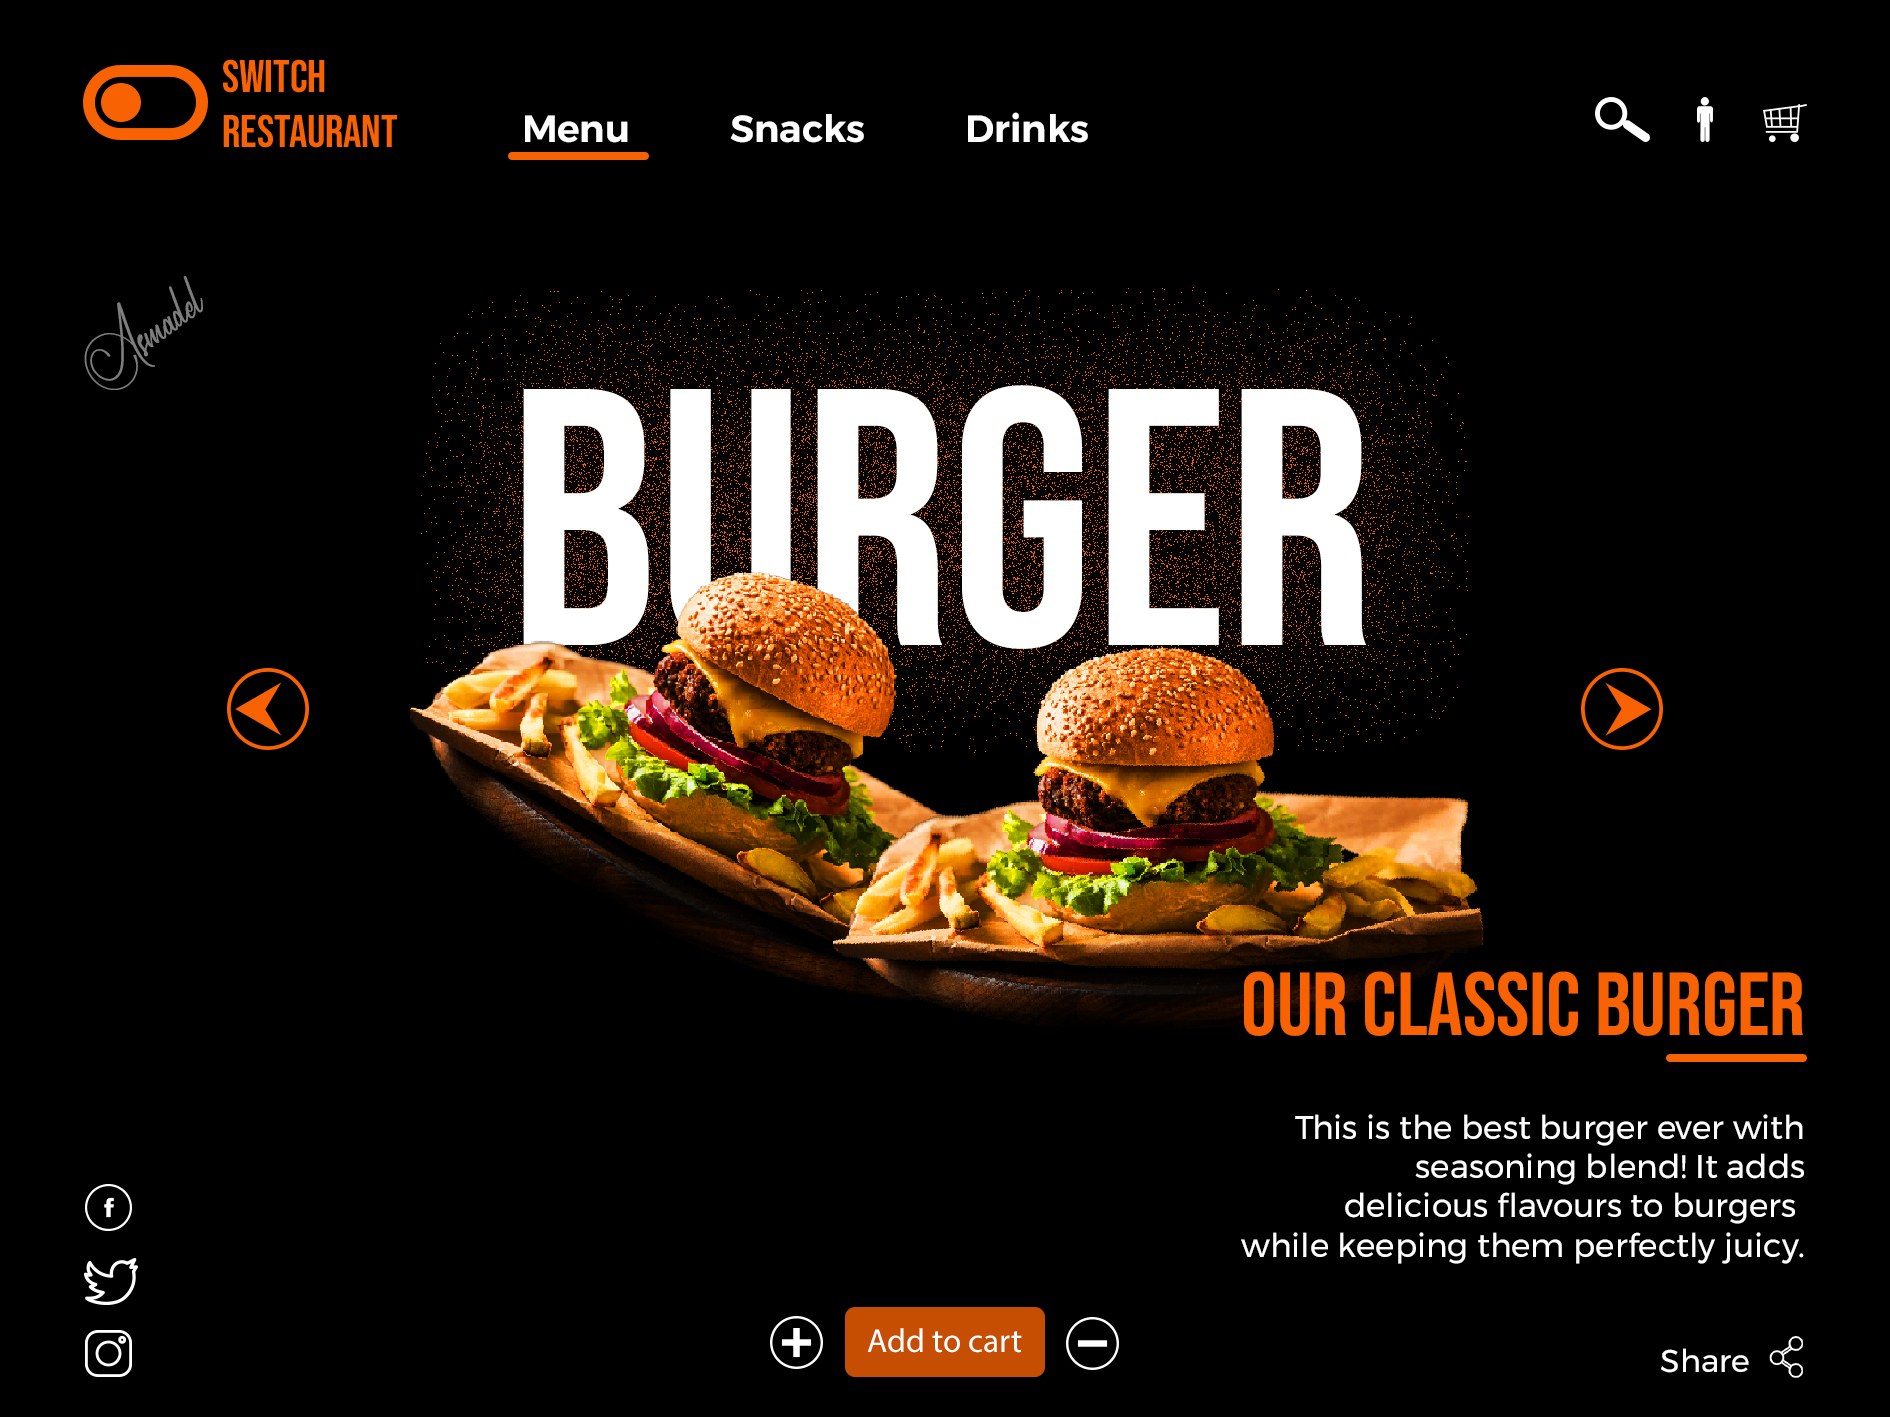 SWITCH
RESTAURANT
Menu
Snacks
Drinks
Asmadel
BURGER
OUR CLASSIC BURGER
This is the best burger ever with
seasoning blend! It adds
delicious flavours to burgers
while keeping them perfectly juicy.
Add to cart
Share